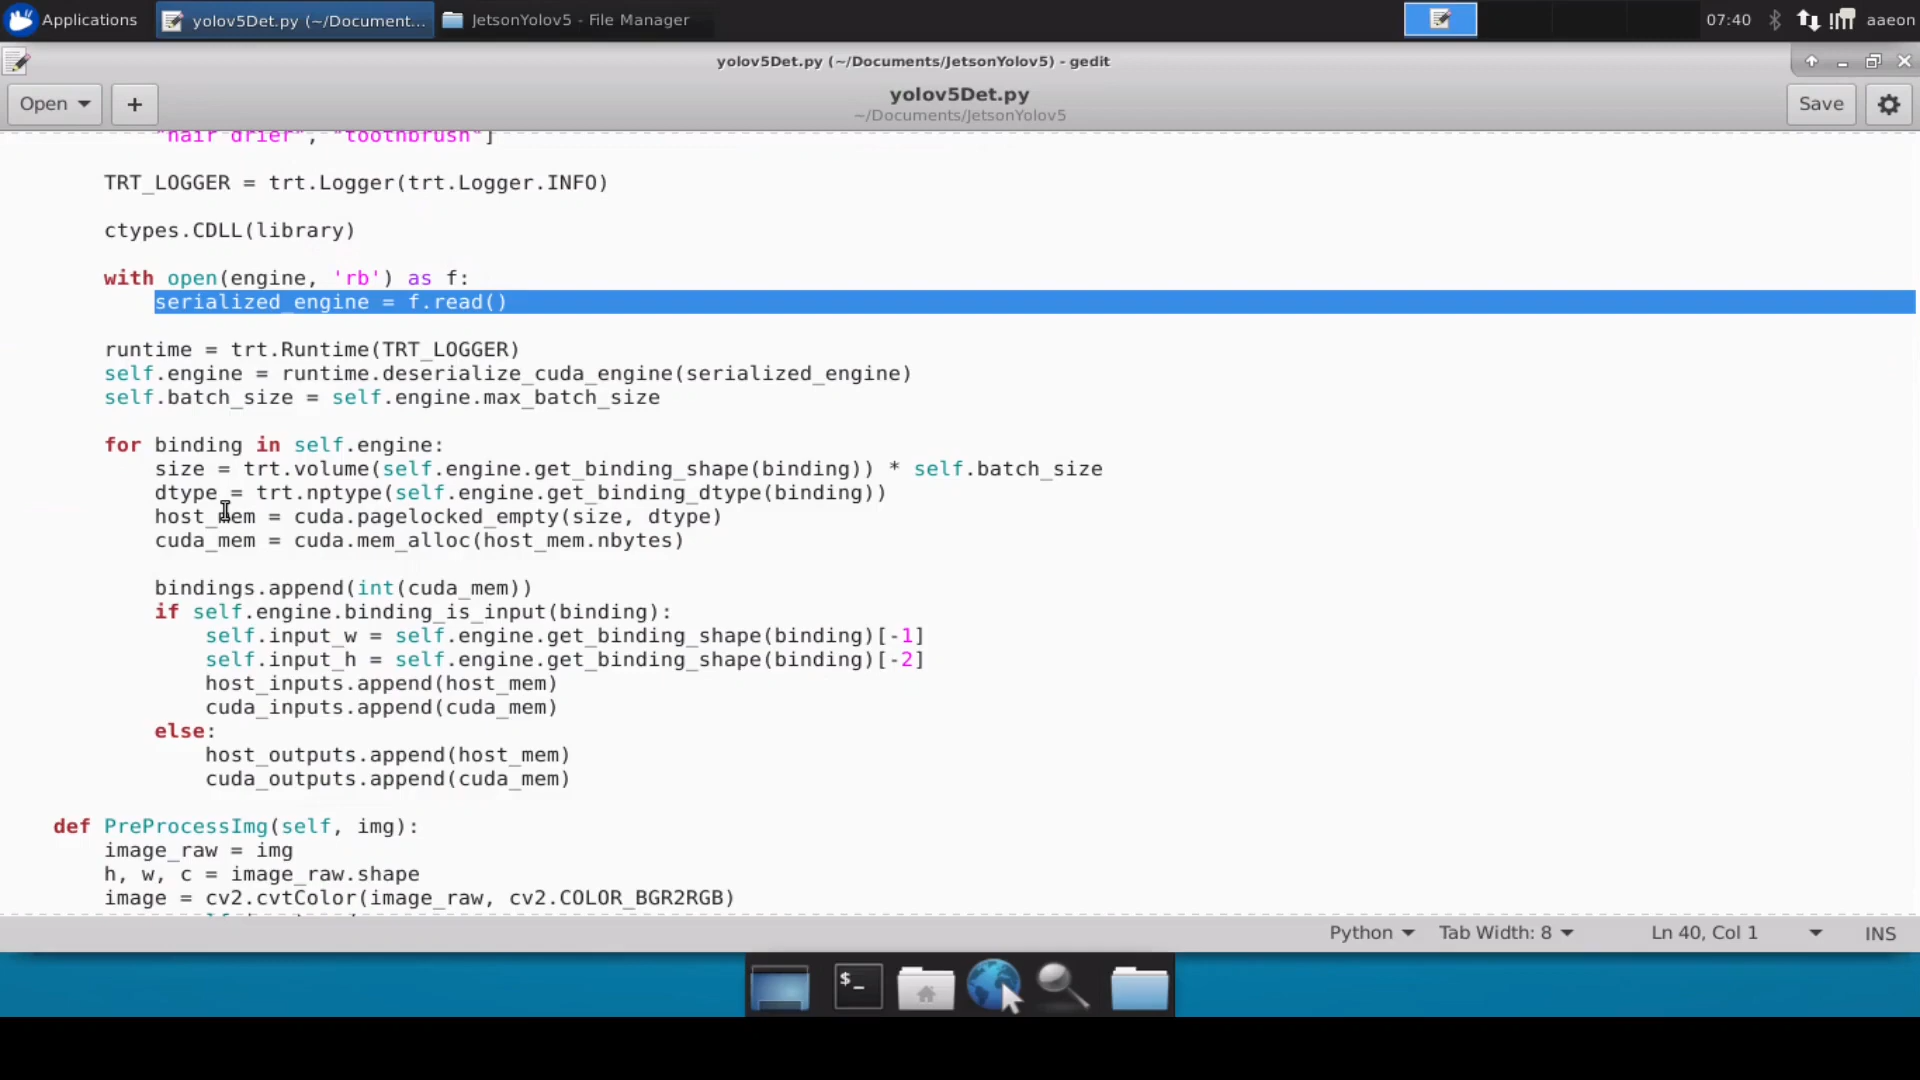 Applications
yolov5Det.py (~/Document...
JetsonYolov5 - File Manager
07:40
aaeon
yolov5Det.py (~/Documents/JetsonYolov5) - gedit
Open
+
yolov5Det.py
~/Documents/JetsonYolov5
Save
"hair drier", "toothbrush"]
TRT_LOGGER = trt.Logger(trt.Logger.INFO)
ctypes.CDLL(library)
with open(engine, 'rb') as f:
serialized_engine = f.read()
runtime = trt.Runtime(TRT_LOGGER)
self.engine = runtime.deserialize_cuda_engine(serialized_engine)
self.batch_size = self.engine.max_batch_size
for binding in self.engine:
size = trt.volume(self.engine.get_binding_shape(binding)) * self.batch_size
dtype = trt.nptype(self.engine.get_binding_dtype(binding))
host_mem = cuda.pagelocked_empty(size, dtype)
cuda_mem = cuda.mem_alloc(host_mem.nbytes)
bindings.append(int(cuda_mem))
if self.engine.binding_is_input(binding):
self.input_w = self.engine.get_binding_shape(binding)[-1]
self.input_h = self.engine.get_binding_shape(binding)[-2]
host_inputs.append(host_mem)
cuda_inputs.append(cuda_mem)
else:
host_outputs.append(host_mem)
cuda_outputs.append(cuda_mem)
def PreProcessImg(self, img):
image_raw = img
h, w, c = image_raw.shape
image = cv2.cvtColor(image_raw, cv2.COLOR_BGR2RGB)
Python
Tab Width: 8
Ln 40, Col 1
INS
$_